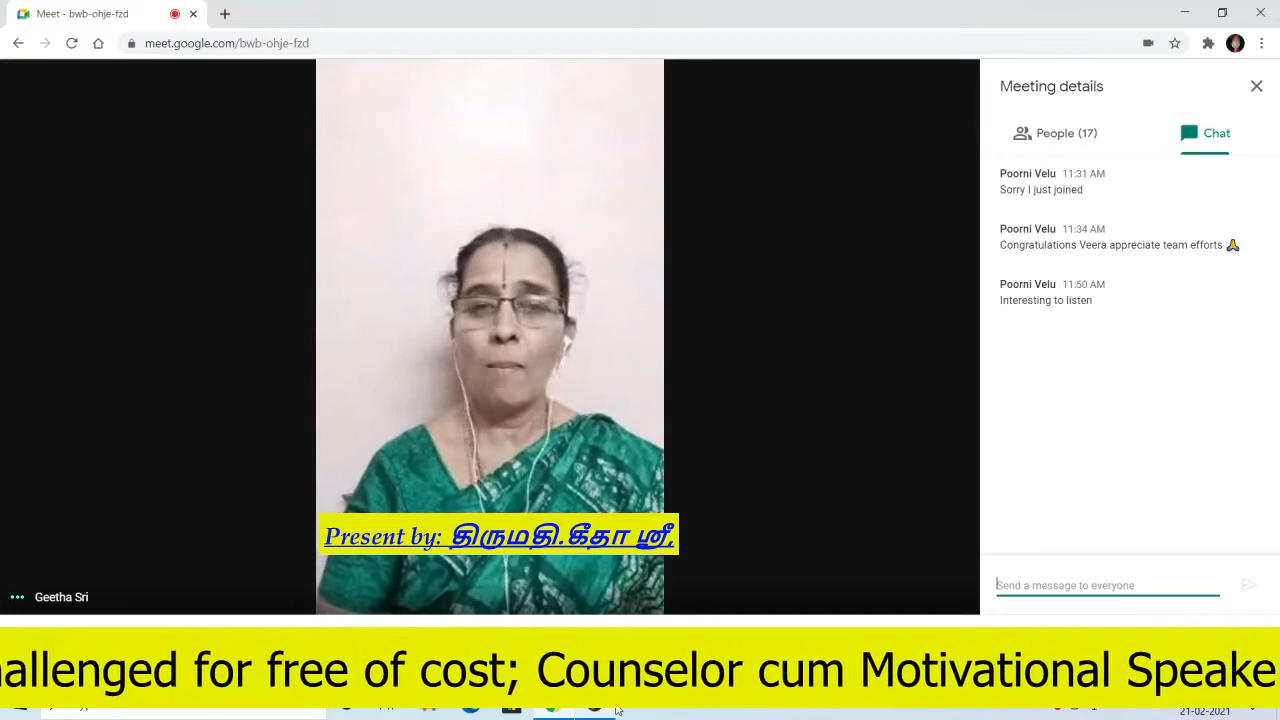 Meet - bwb-ohje-fzd
meet.google.com/bwb-ohje-fzd
Meeting details
People (17)
Chat
Poorni Velu 11:31 AM
Sorry I just joined
Poorni Velu 11:34 AM
Congratulations Veera appreciate team efforts 🙏
Poorni Velu 11:50 AM
Interesting to listen
Present by: திருமதி.கீதா ஸ்ரீ,
Send a message to everyone
Geetha Sri
hallenged for free of cost; Counselor cum Motivational Speake
21-02-2021